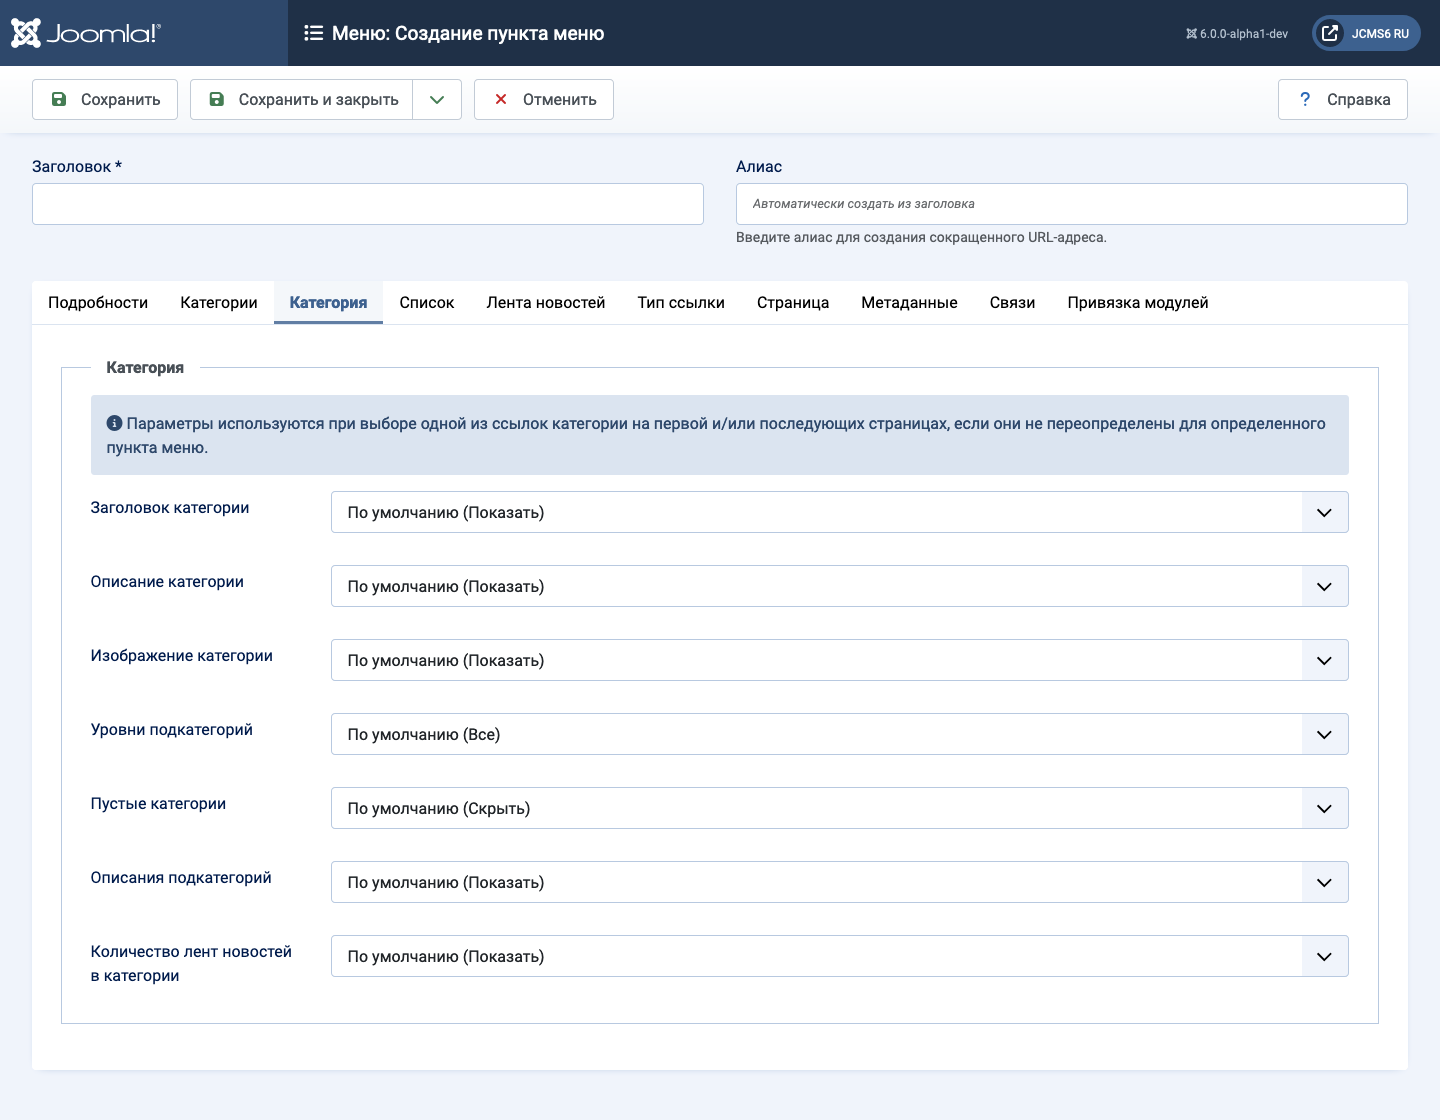 Joomla!®
Меню: Создание пункта меню
6.0.0-alpha1-dev
JCMS6 RU
Сохранить
Сохранить и закрыть
Отменить
? Справка
Заголовок *
Алиас
Автоматически создать из заголовка
Введите алиас для создания сокращенного URL-адреса.
Подробности Категории Категория Список Лента новостей Тип ссылки Страница Метаданные Связи Привязка модулей
Категория
Параметры используются при выборе одной из ссылок категории на первой и/или последующих страницах, если они не переопределены для определенного
пункта меню.
Заголовок категории
По умолчанию (Показать)
Описание категории
По умолчанию (Показать)
Изображение категории
По умолчанию (Показать)
Уровни подкатегорий
По умолчанию (Все)
Пустые категории
По умолчанию (Скрыть)
Описания подкатегорий
По умолчанию (Показать)
Количество лент новостей
в категории
По умолчанию (Показать)